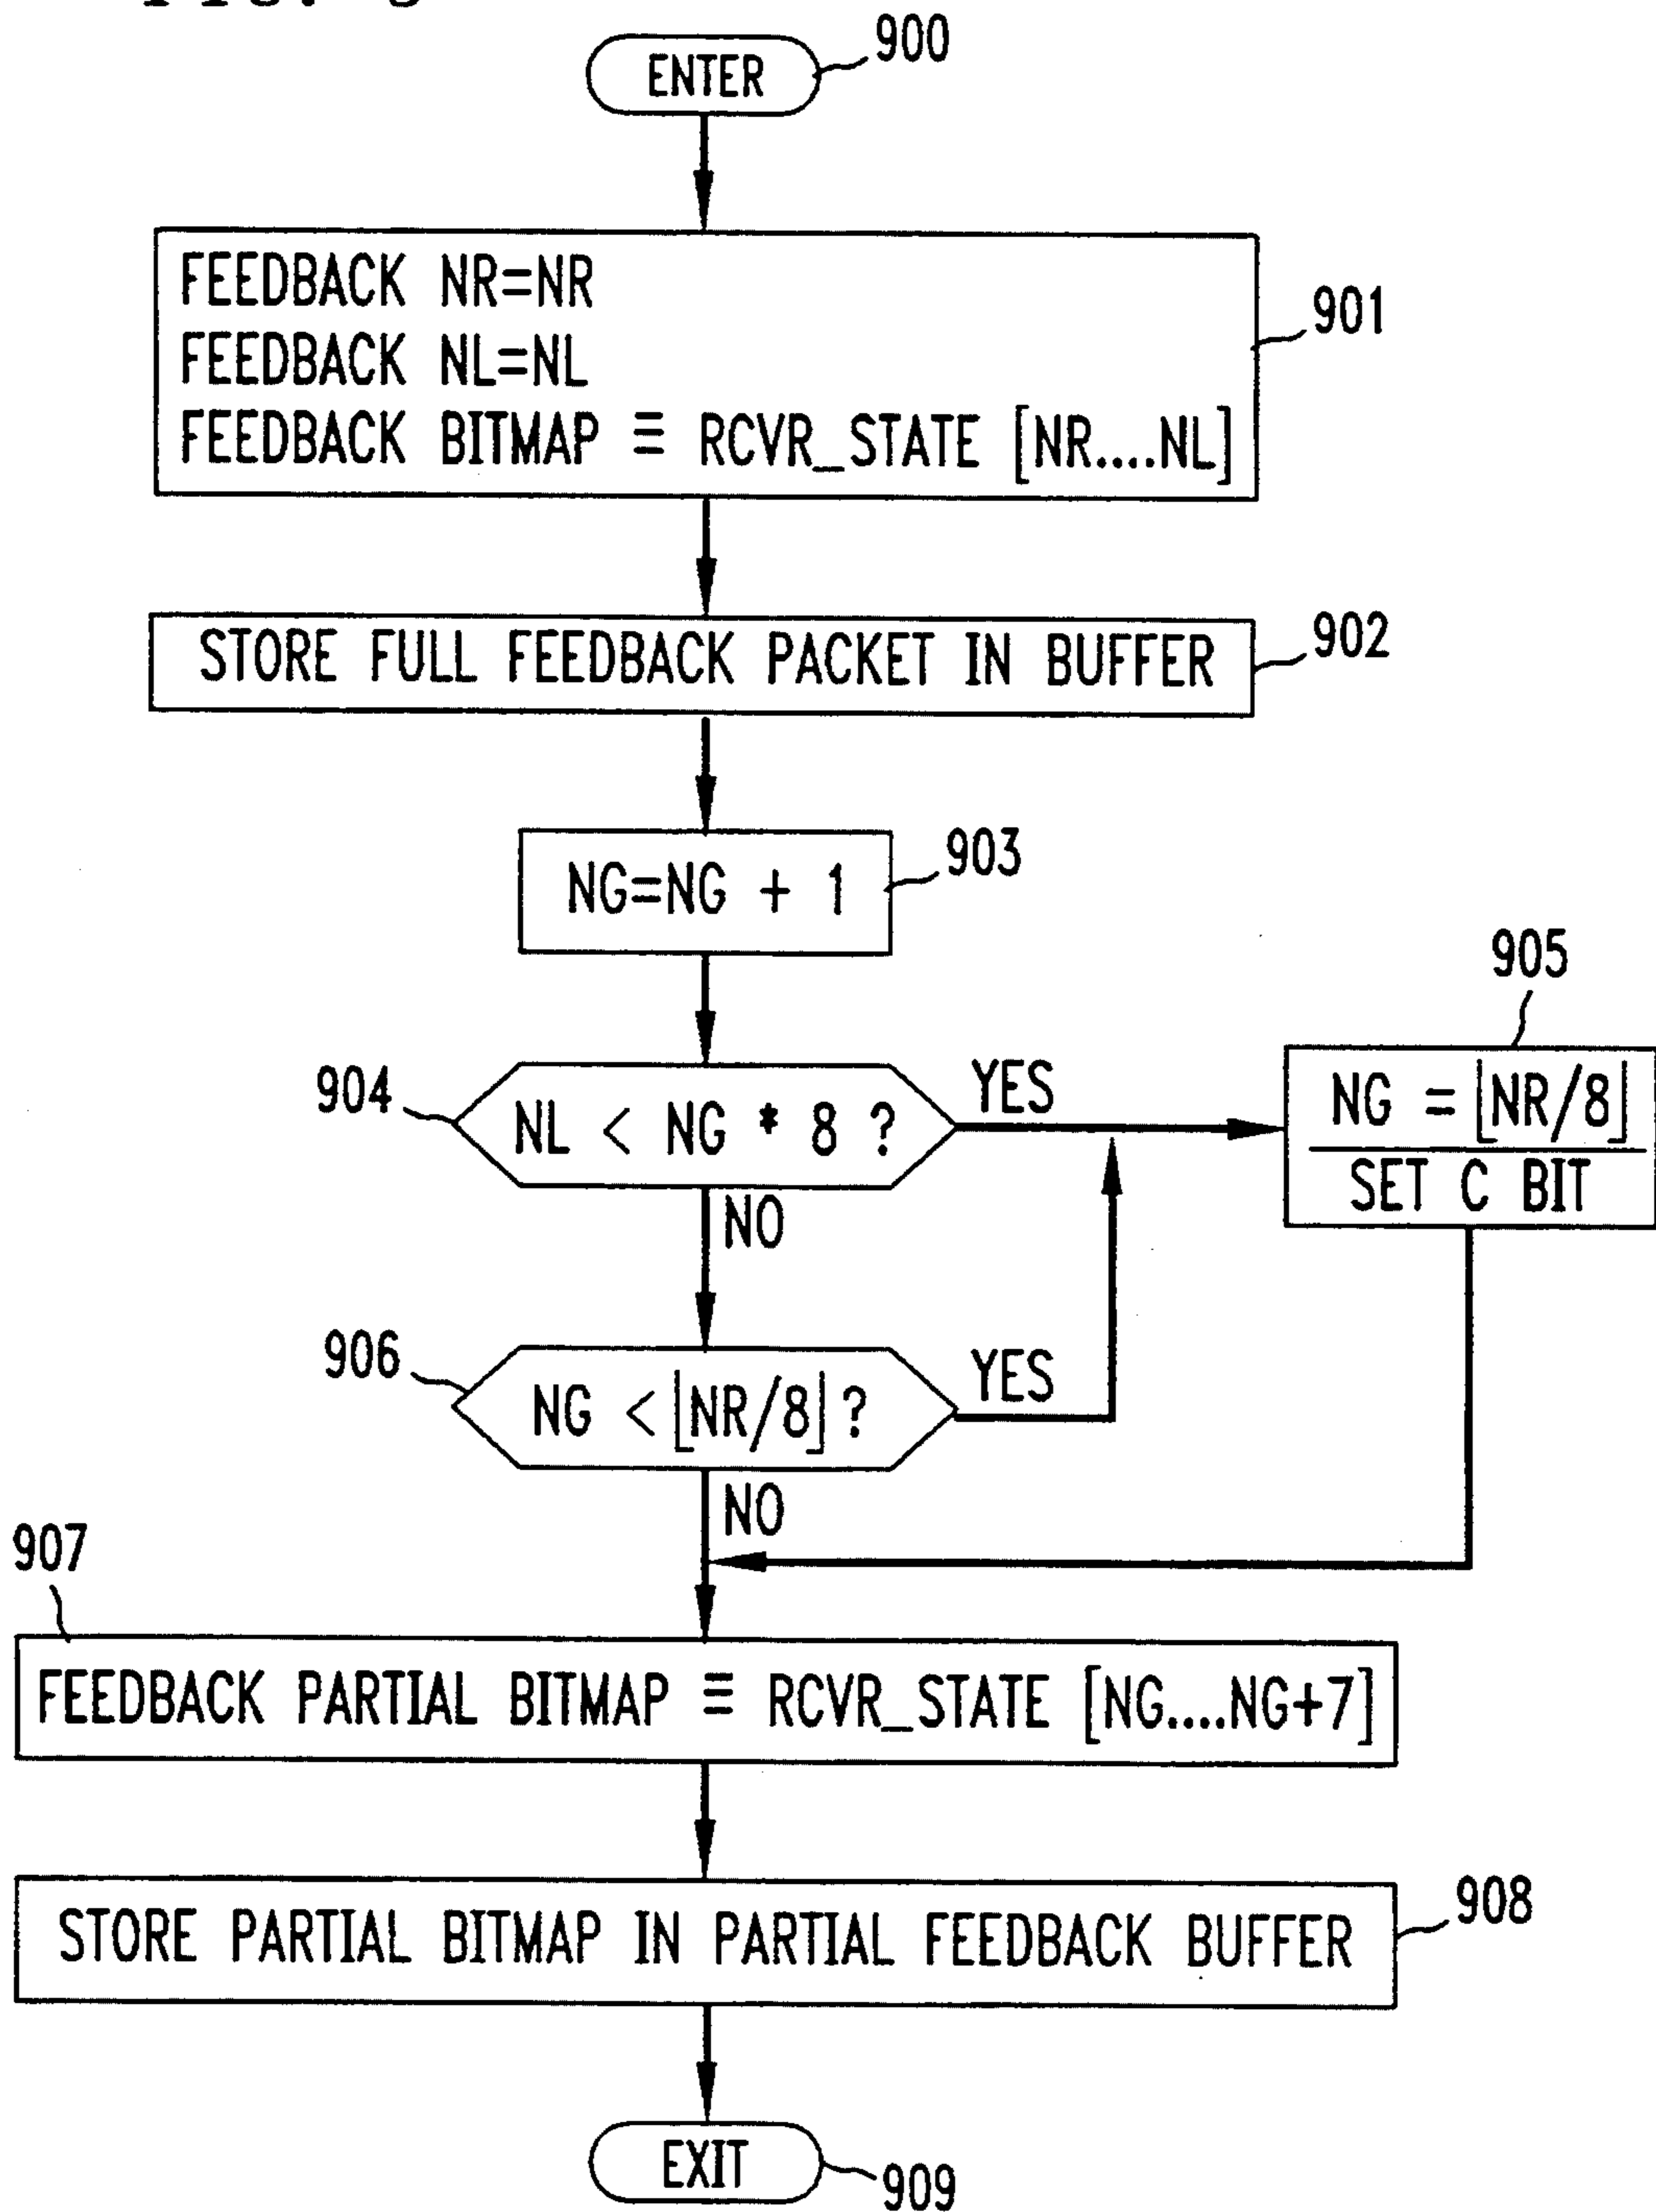 ENTER
900
FEEDBACK NR=NR
FEEDBACK NL=NL
FEEDBACK BITMAP ≡ RCVR_STATE [NR....NL]
901
STORE FULL FEEDBACK PACKET IN BUFFER
902
NG=NG + 1
903
904
NL < NG * 8 ?
YES
NO
905
NG = ⌊NR/8⌋
SET C BIT
906
NG < ⌊NR/8⌋ ?
YES
NO
907
FEEDBACK PARTIAL BITMAP ≡ RCVR_STATE [NG....NG+7]
STORE PARTIAL BITMAP IN PARTIAL FEEDBACK BUFFER
908
EXIT
909